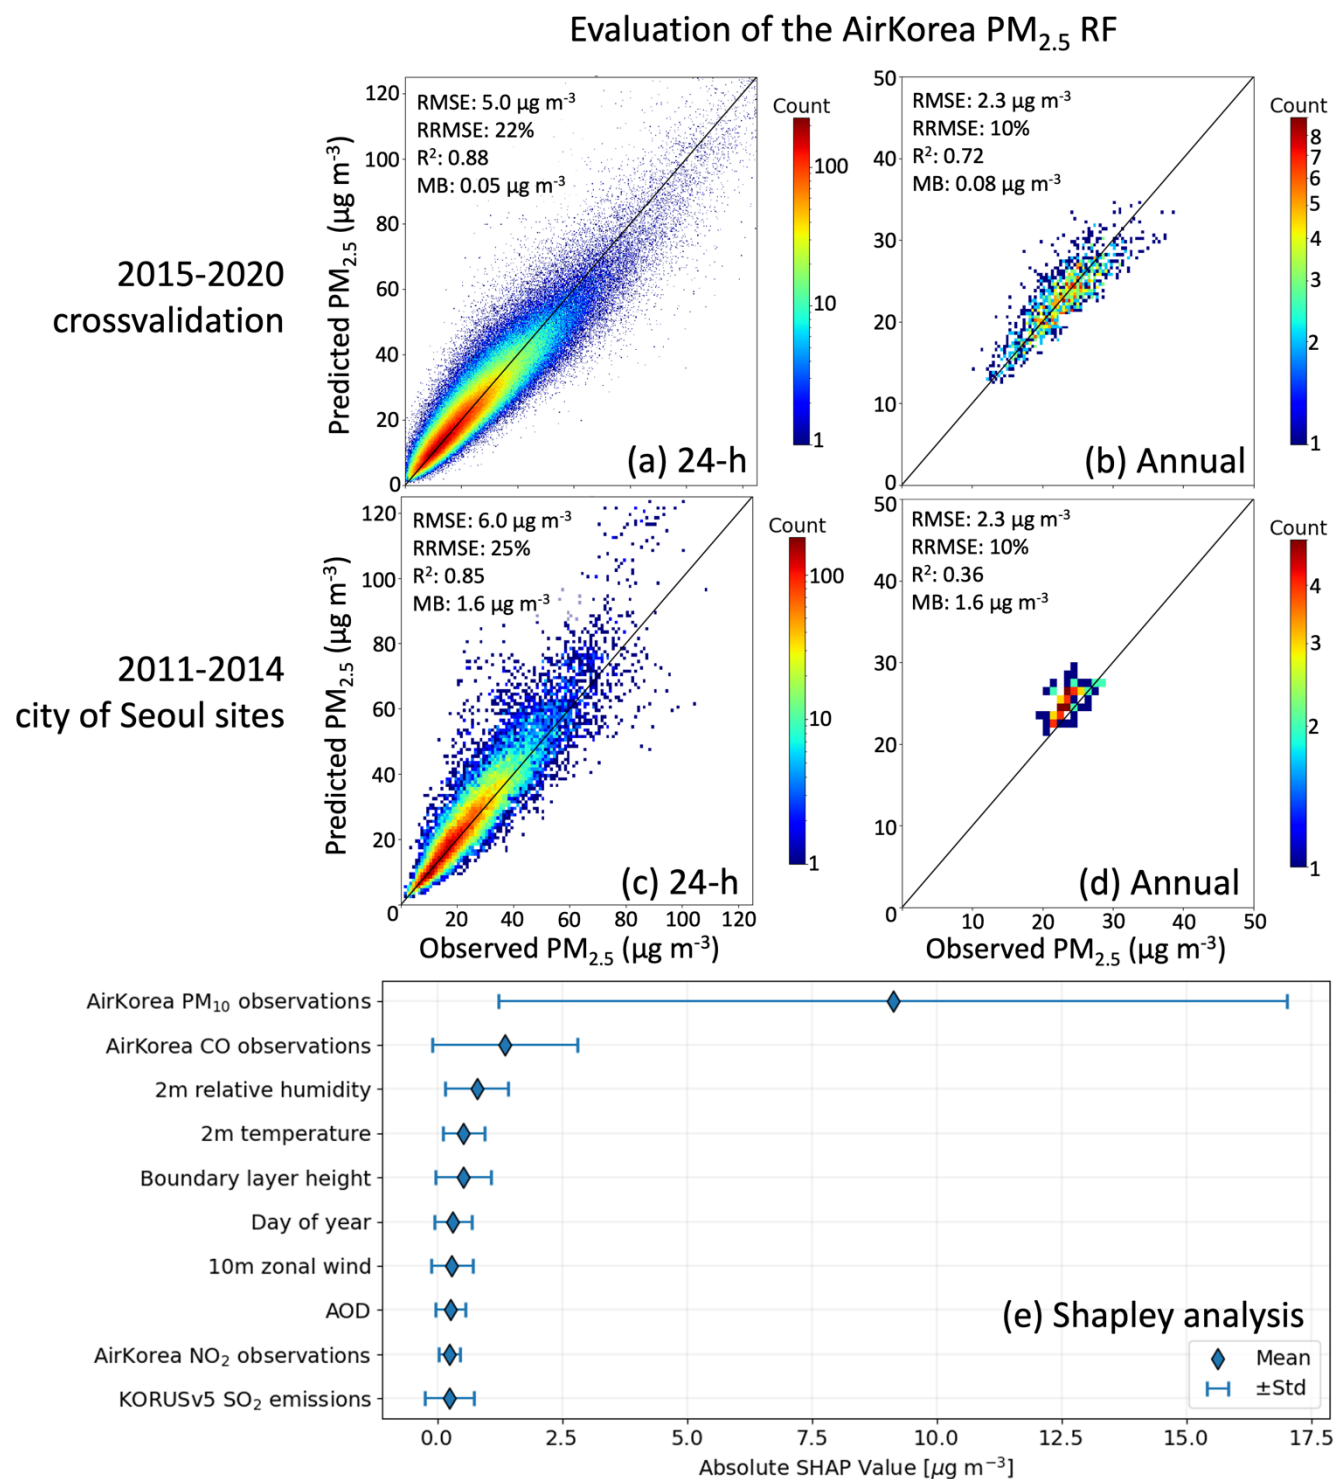 Evaluation of the AirKorea PM₂.₅ RF
2015-2020
crossvalidation
Predicted PM₂.₅ (µg m⁻³)
120
100
80
60
40
20
0
RMSE: 5.0 µg m⁻³
RRMSE: 22%
R²: 0.88
MB: 0.05 µg m⁻³
(a) 24-h
Count
100
10
1
50
40
30
20
10
0
RMSE: 2.3 µg m⁻³
RRMSE: 10%
R²: 0.72
MB: 0.08 µg m⁻³
(b) Annual
Count
8
7
6
5
4
3
2
1
2011-2014
city of Seoul sites
Predicted PM₂.₅ (µg m⁻³)
120
100
80
60
40
20
0
RMSE: 6.0 µg m⁻³
RRMSE: 25%
R²: 0.85
MB: 1.6 µg m⁻³
(c) 24-h
20 40 60 80 100 120
Observed PM₂.₅ (µg m⁻³)
Count
100
10
1
50
40
30
20
10
0
RMSE: 2.3 µg m⁻³
RRMSE: 10%
R²: 0.36
MB: 1.6 µg m⁻³
(d) Annual
10 20 30 40 50
Observed PM₂.₅ (µg m⁻³)
Count
4
3
2
1
AirKorea PM₁₀ observations
AirKorea CO observations
2m relative humidity
2m temperature
Boundary layer height
Day of year
10m zonal wind
AOD
AirKorea NO₂ observations
KORUSv5 SO₂ emissions
(e) Shapley analysis
Mean
±Std
0.0 2.5 5.0 7.5 10.0 12.5 15.0 17.5
Absolute SHAP Value [µg m⁻³]